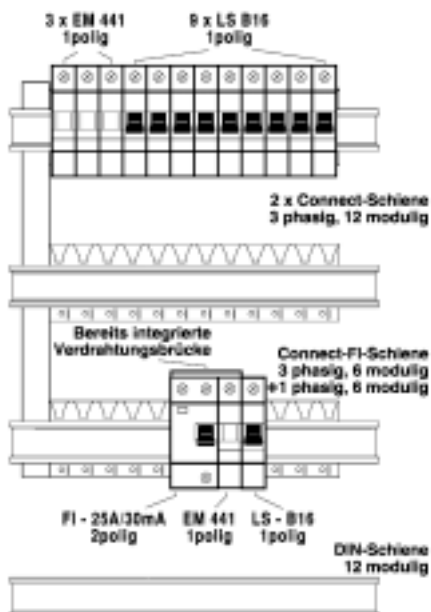 3 x EM 441
1polig
9 x LS B16
1polig
2 x Connect-Schiene
3 phasig, 12 modulig
Bereits integrierte
Verdrahtungsbrücke
Connect-FI-Schiene
3 phasig, 6 modulig
+1 phasig, 6 modulig
FI - 25A/30mA
2polig
EM 441
1polig
LS - B16
1polig
DIN-Schiene
12 modulig